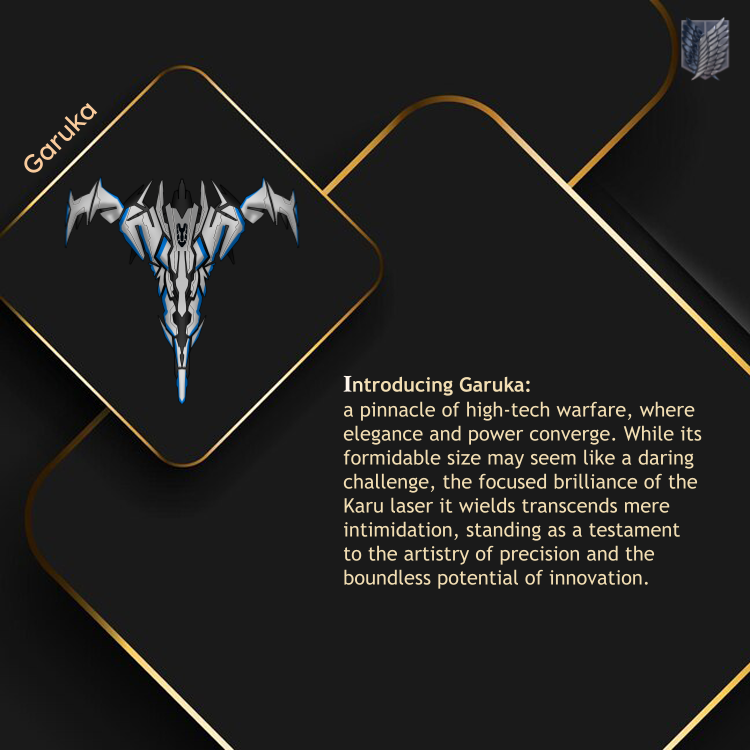 Garuka
Introducing Garuka:
a pinnacle of high-tech warfare, where
elegance and power converge. While its
formidable size may seem like a daring
challenge, the focused brilliance of the
Karu laser it wields transcends mere
intimidation, standing as a testament
to the artistry of precision and the
boundless potential of innovation.